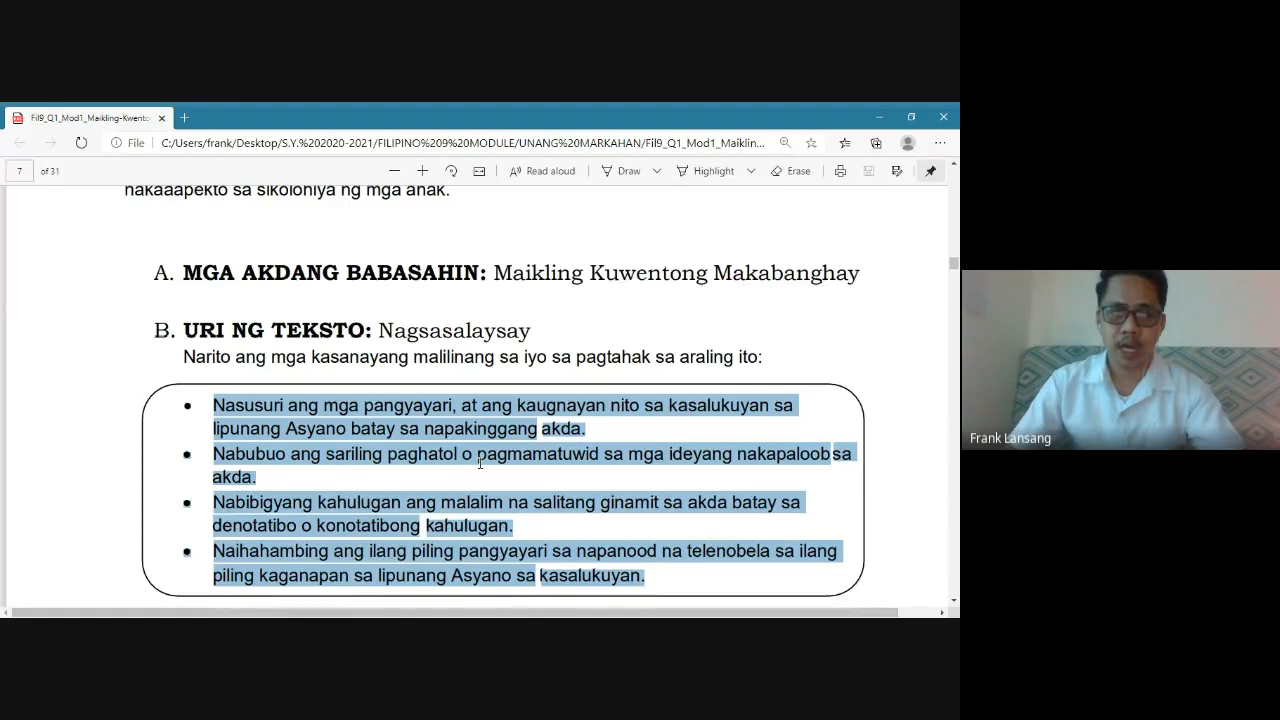 Fil9_Q1_Mod1_Maikling-Kwento
File
C:/Users/frank/Desktop/S.Y.%202020-2021/FILIPINO%209%20MODULE/UNANG%20MARKAHAN/Fil9_Q1_Mod1_Maiklin...
7 of 31
Read aloud
Draw
Highlight
Erase
nakaaapekto sa sikolohiya ng mga anak.
A. MGA AKDANG BABASAHIN: Maikling Kuwentong Makabanghay
B. URI NG TEKSTO: Nagsasalaysay
Narito ang mga kasanayang malilinang sa iyo sa pagtahak sa araling ito:
• Nasusuri ang mga pangyayari, at ang kaugnayan nito sa kasalukuyan sa
lipunang Asyano batay sa napakinggang akda.
• Nabubuo ang sariling paghatol o pagmamatuwid sa mga ideyang nakapaloob sa
akda.
• Nabibigyang kahulugan ang malalim na salitang ginamit sa akda batay sa
denotatibo o konotatibong kahulugan.
• Naihahambing ang ilang piling pangyayari sa napanood na telenobela sa ilang
piling kaganapan sa lipunang Asyano sa kasalukuyan.
Frank Lansang